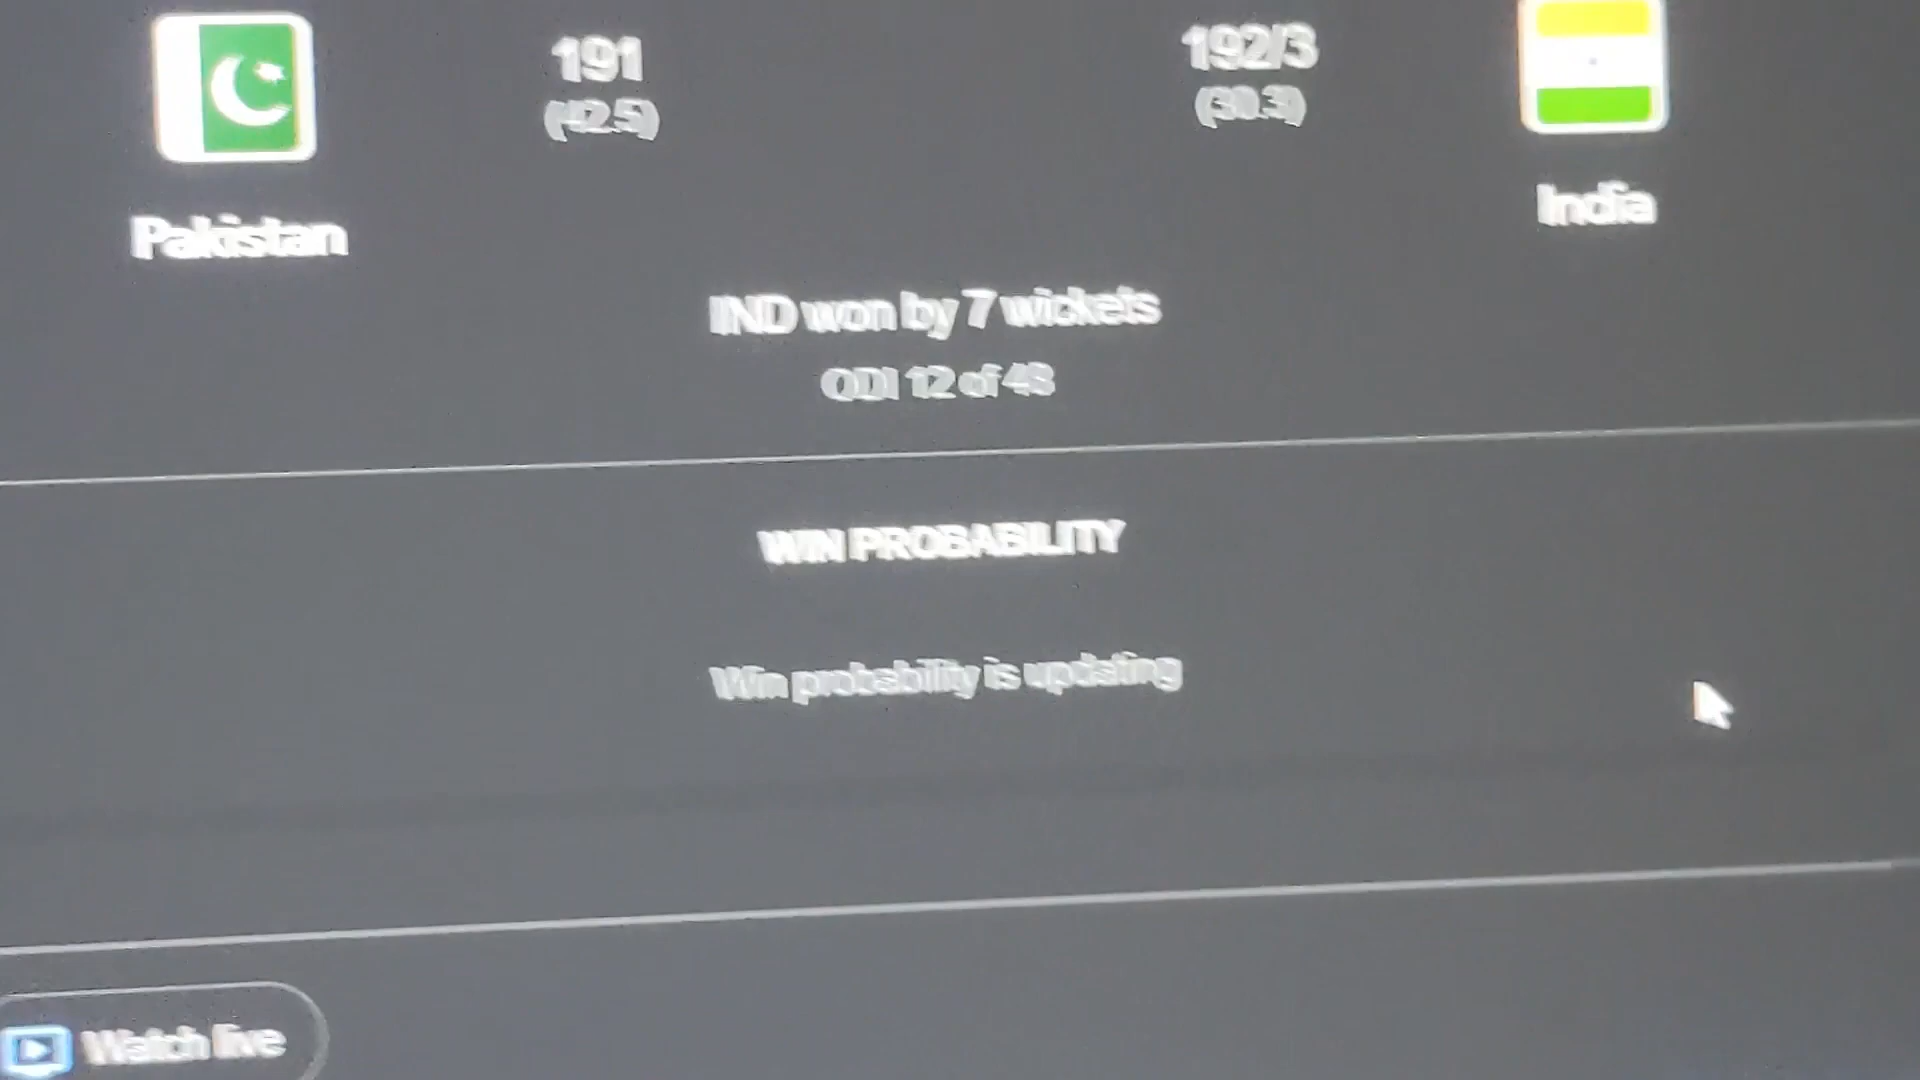 191
(42.5)
192/3
(30.3)
Pakistan
India
IND won by 7 wickets
ODI 12 of 48
WIN PROBABILITY
Win probability is updating
Watch live